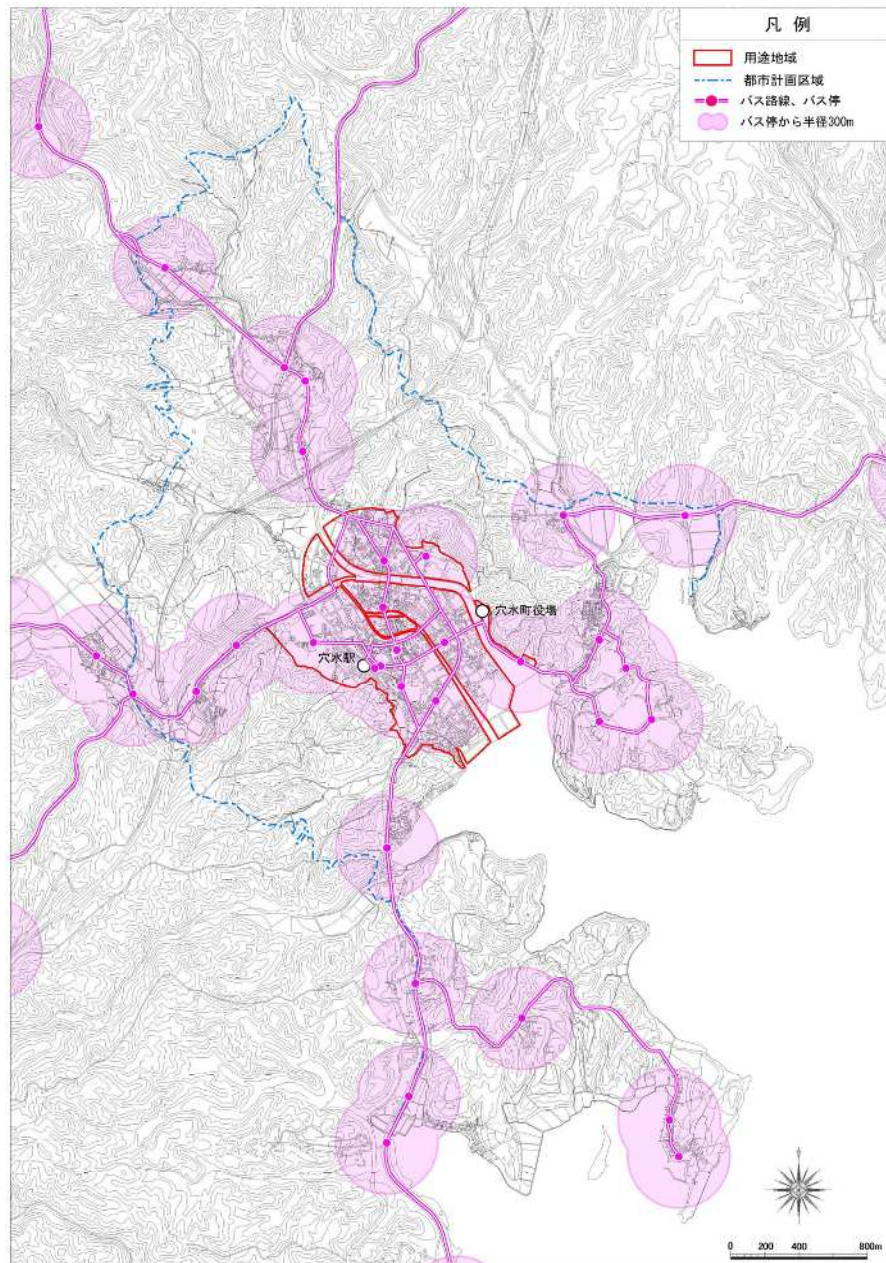 凡 例
用途地域
都市計画区域
バス路線、バス停
バス停から半径300m
穴水町役場
穴水駅
0 200 400 800m